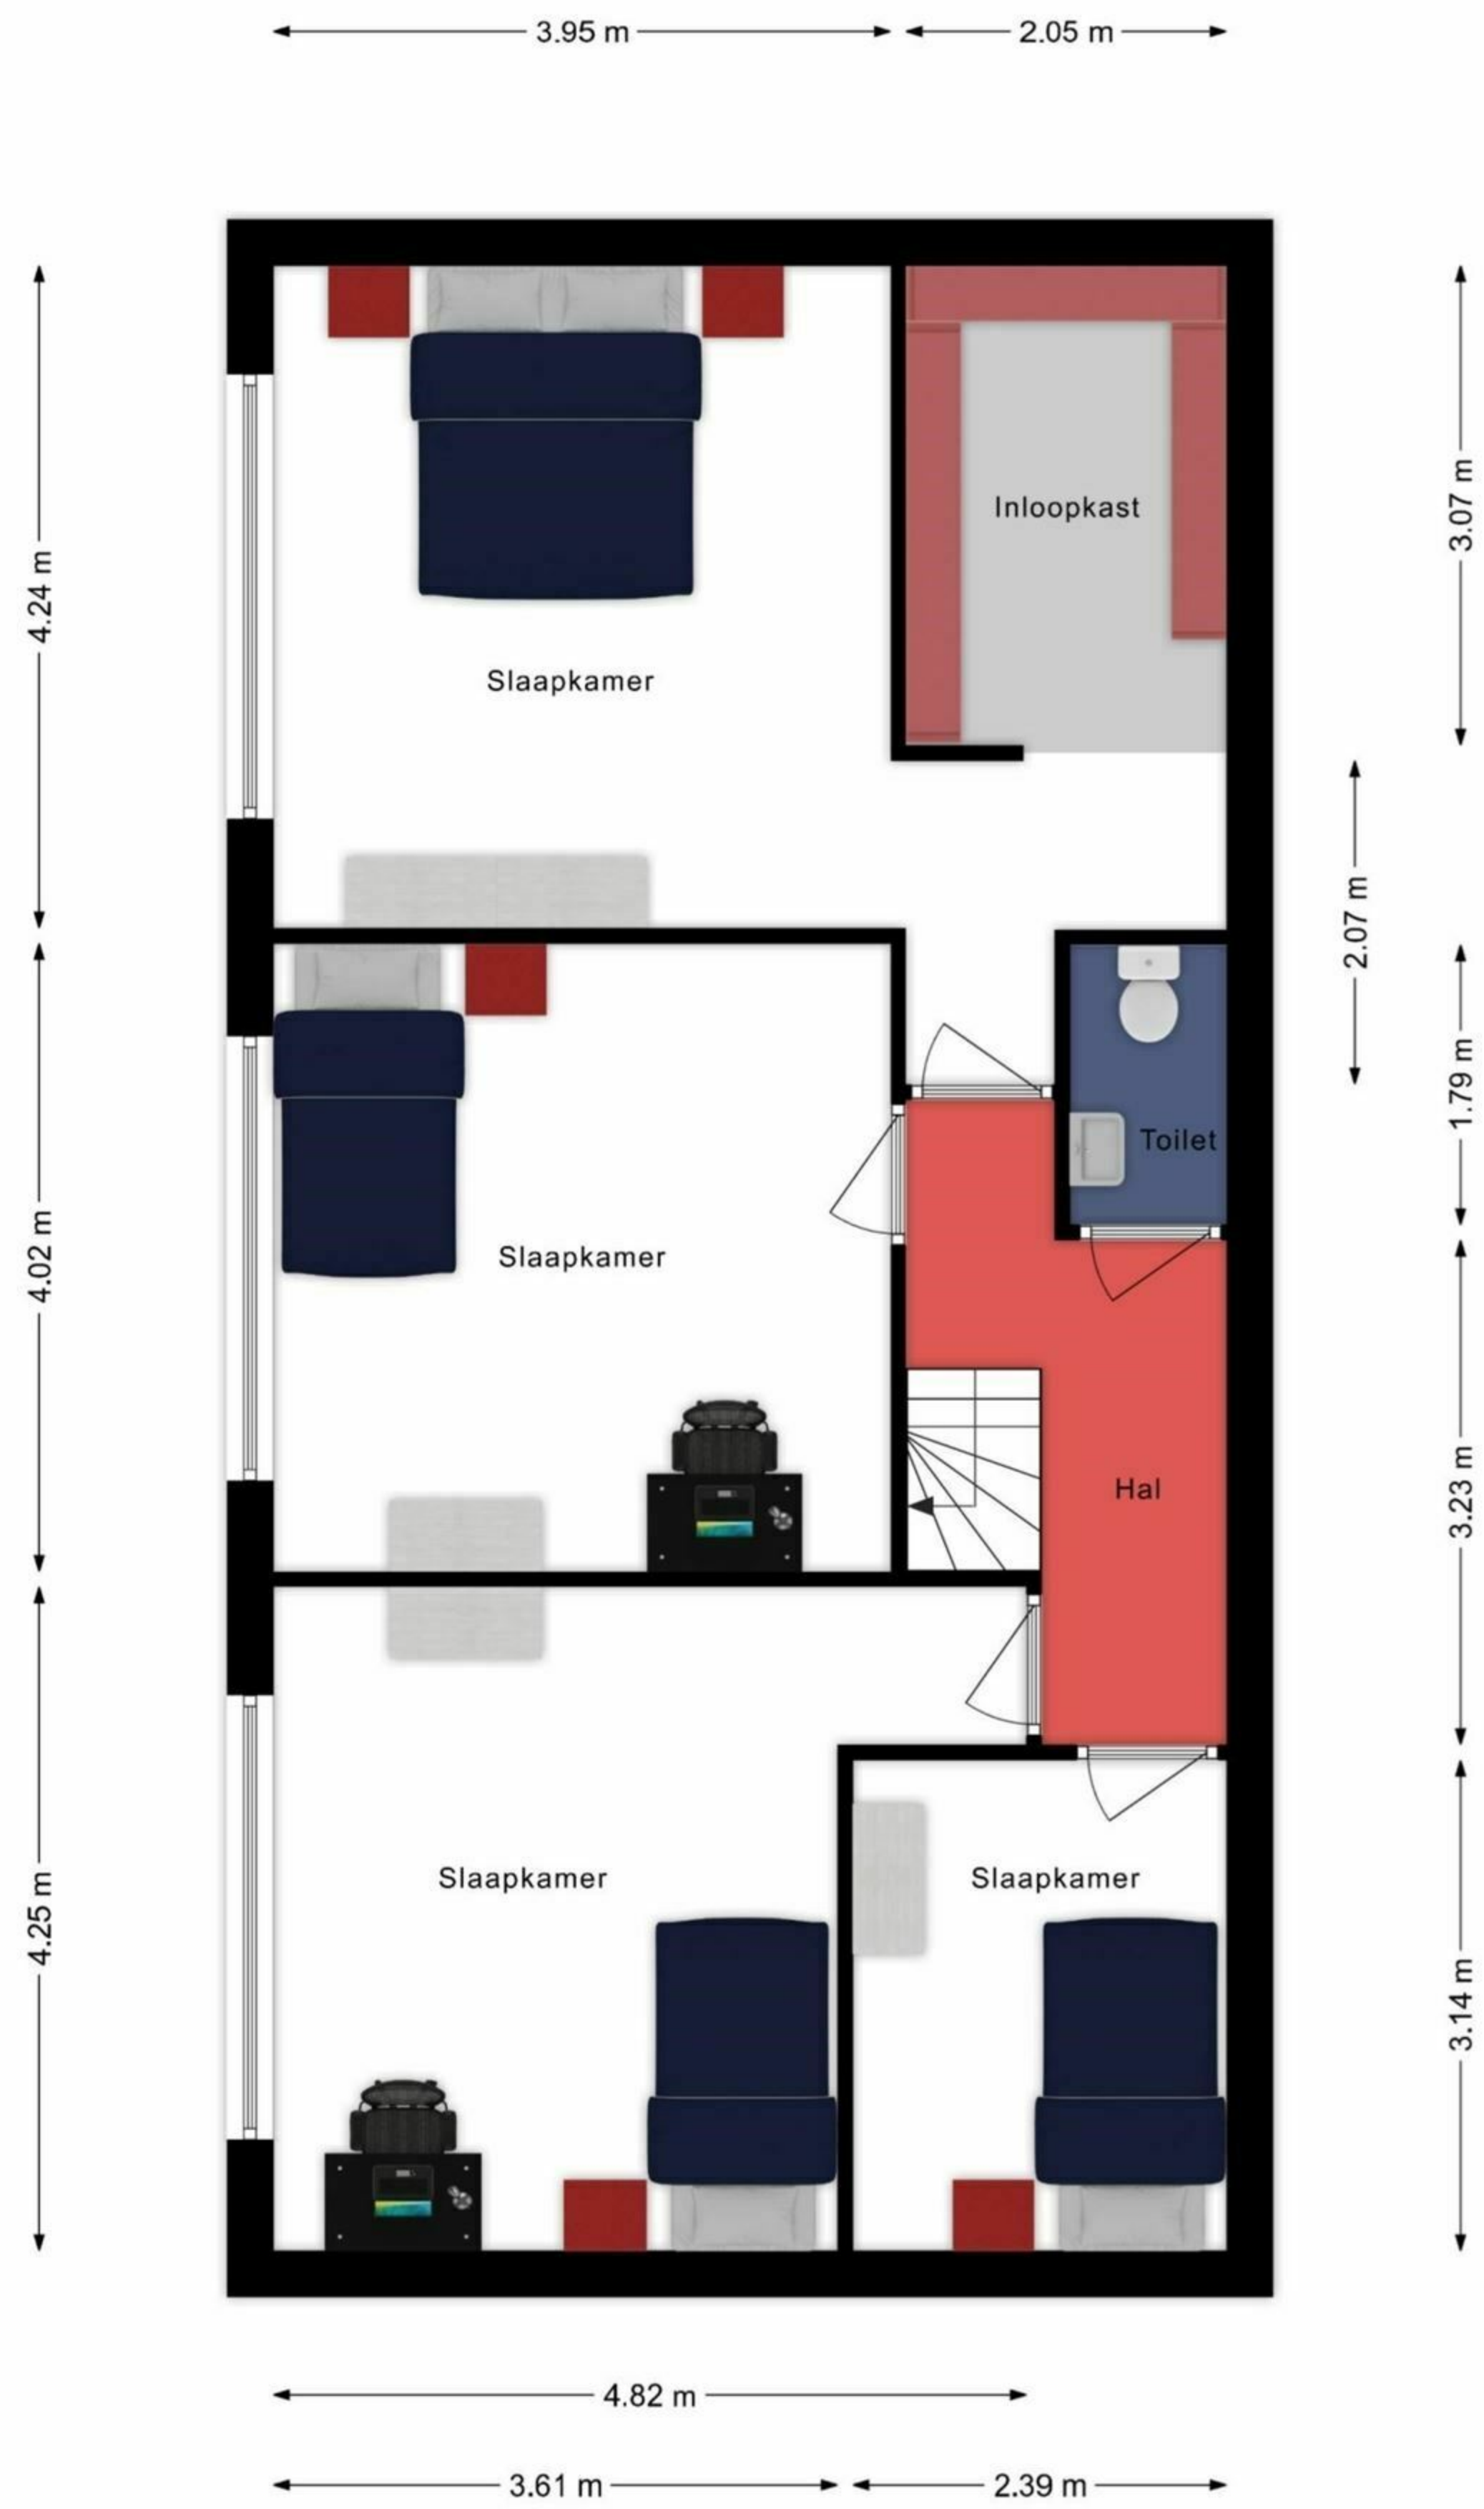 3.95 m
2.05 m
4.24 m
3.07 m
Inloopkast
Slaapkamer
2.07 m
1.79 m
Toilet
4.02 m
Slaapkamer
Hal
3.23 m
Slaapkamer
Slaapkamer
4.25 m
3.14 m
4.82 m
3.61 m
2.39 m